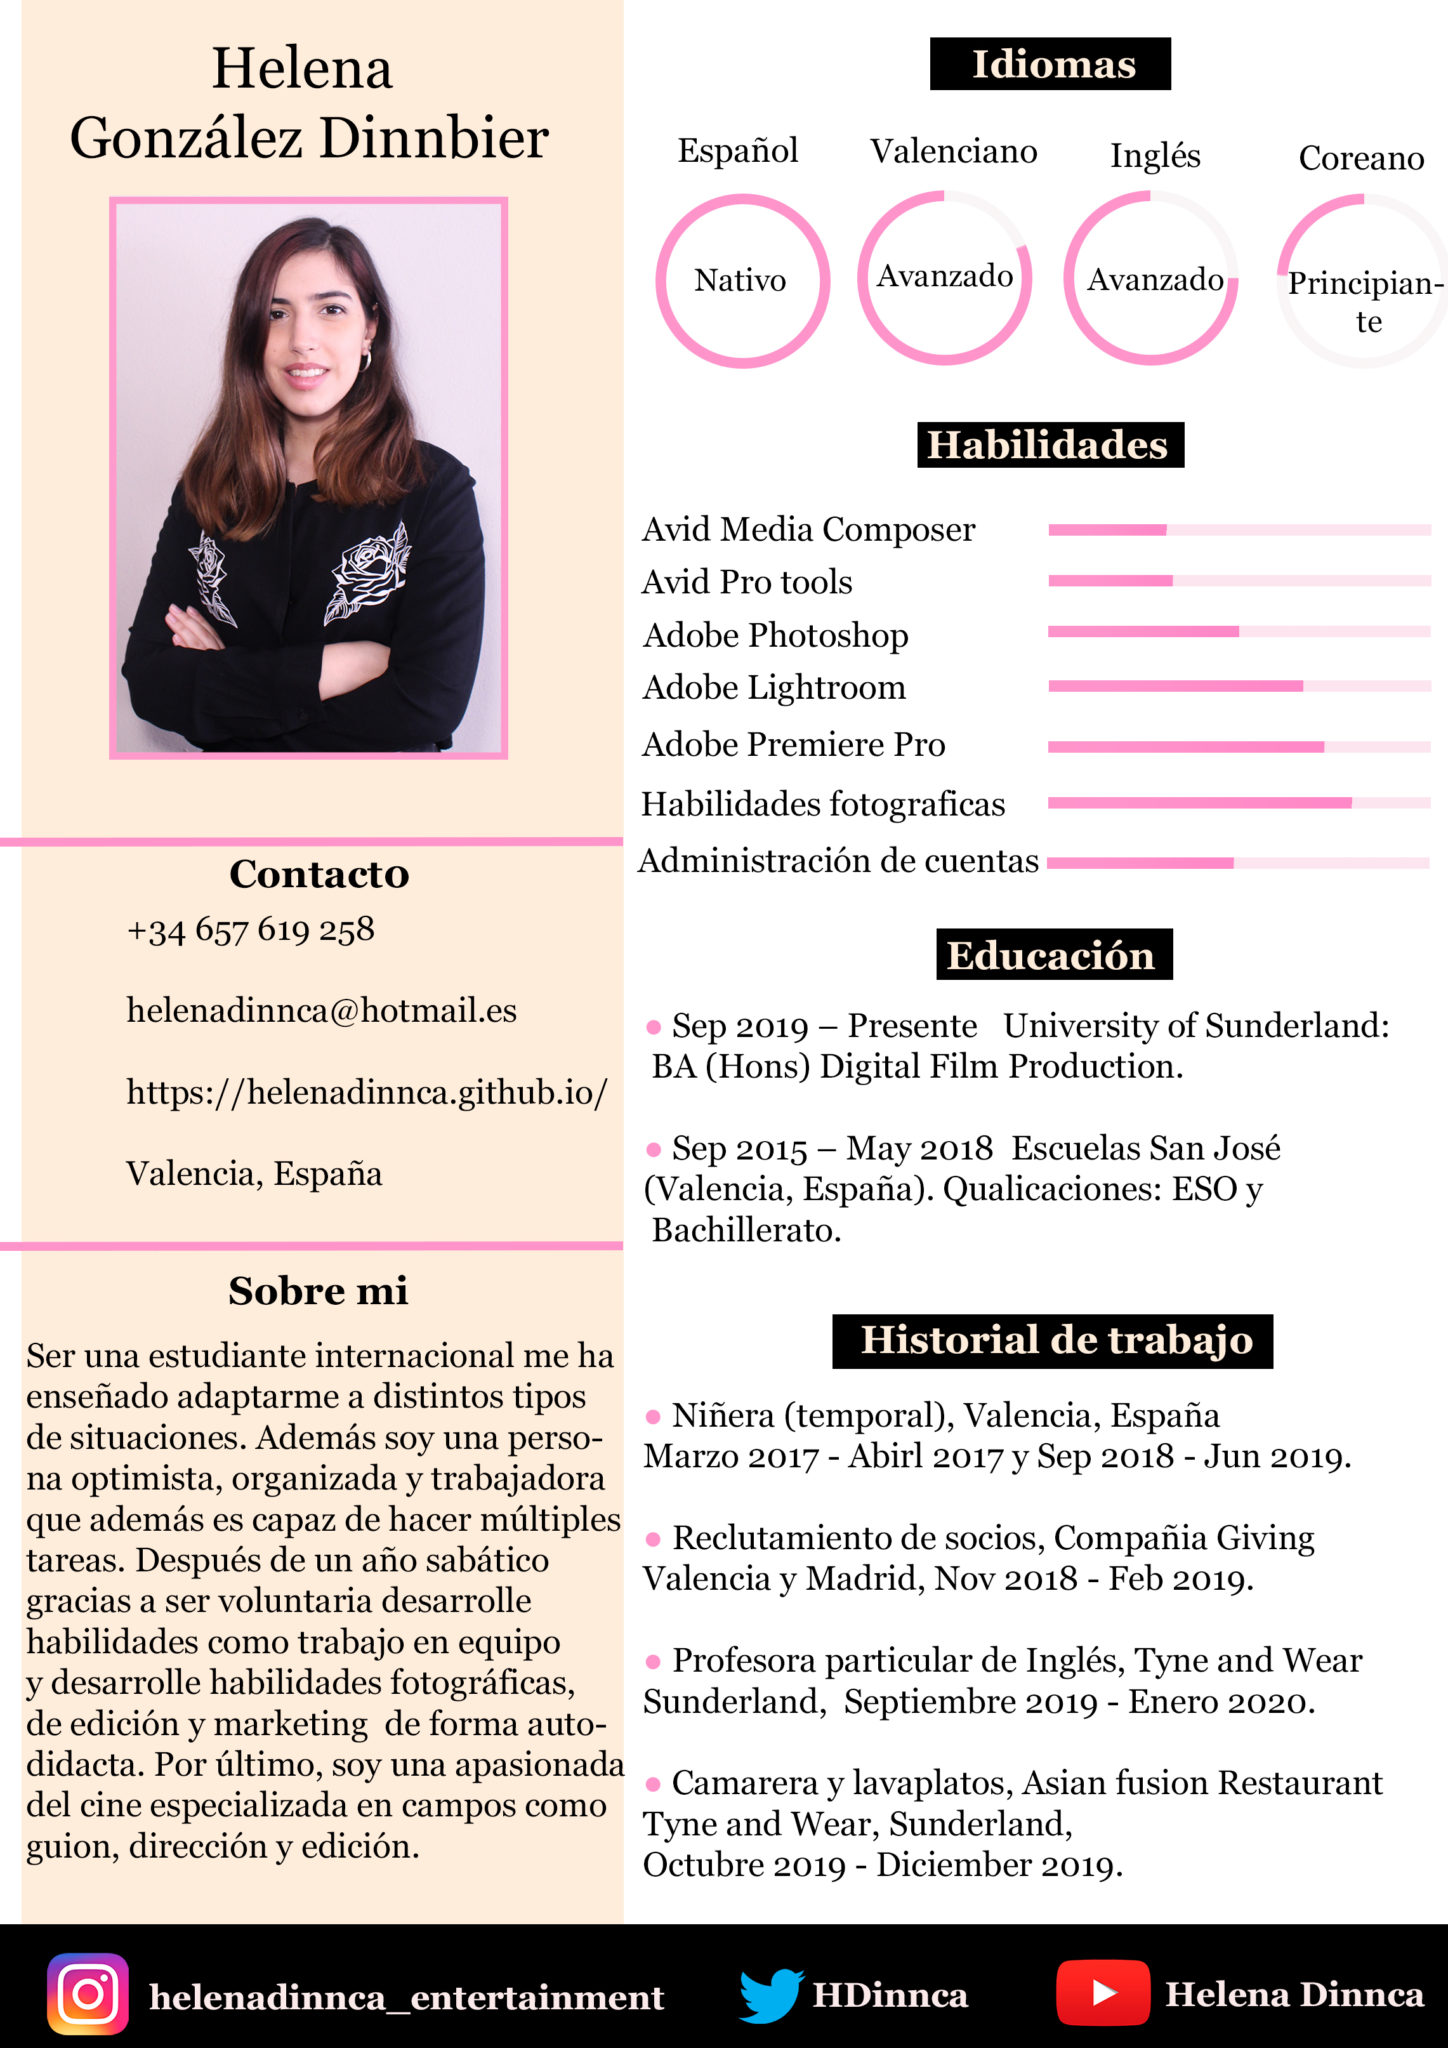 Helena
González Dinnbier
Contacto
+34 657 619 258
helenadinnca@hotmail.es
https://helenadinnca.github.io/
Valencia, España
Sobre mi
Ser una estudiante internacional me ha
enseñado adaptarme a distintos tipos
de situaciones. Además soy una perso-
na optimista, organizada y trabajadora
que además es capaz de hacer múltiples
tareas. Después de un año sabático
gracias a ser voluntaria desarrolle
habilidades como trabajo en equipo
y desarrolle habilidades fotográficas,
de edición y marketing de forma auto-
didacta. Por último, soy una apasionada
del cine especializada en campos como
guion, dirección y edición.
Idiomas
Español
Valenciano
Inglés
Coreano
Nativo
Avanzado
Avanzado
Principian-
te
Habilidades
Avid Media Composer
Avid Pro tools
Adobe Photoshop
Adobe Lightroom
Adobe Premiere Pro
Habilidades fotograficas
Administración de cuentas
Educación
● Sep 2019 – Presente University of Sunderland:
BA (Hons) Digital Film Production.
● Sep 2015 – May 2018 Escuelas San José
(Valencia, España). Qualicaciones: ESO y
Bachillerato.
Historial de trabajo
● Niñera (temporal), Valencia, España
Marzo 2017 - Abirl 2017 y Sep 2018 - Jun 2019.
● Reclutamiento de socios, Compañia Giving
Valencia y Madrid, Nov 2018 - Feb 2019.
● Profesora particular de Inglés, Tyne and Wear
Sunderland, Septiembre 2019 - Enero 2020.
● Camarera y lavaplatos, Asian fusion Restaurant
Tyne and Wear, Sunderland,
Octubre 2019 - Diciember 2019.
helenadinnca_entertainment
HDinnca
Helena Dinnca